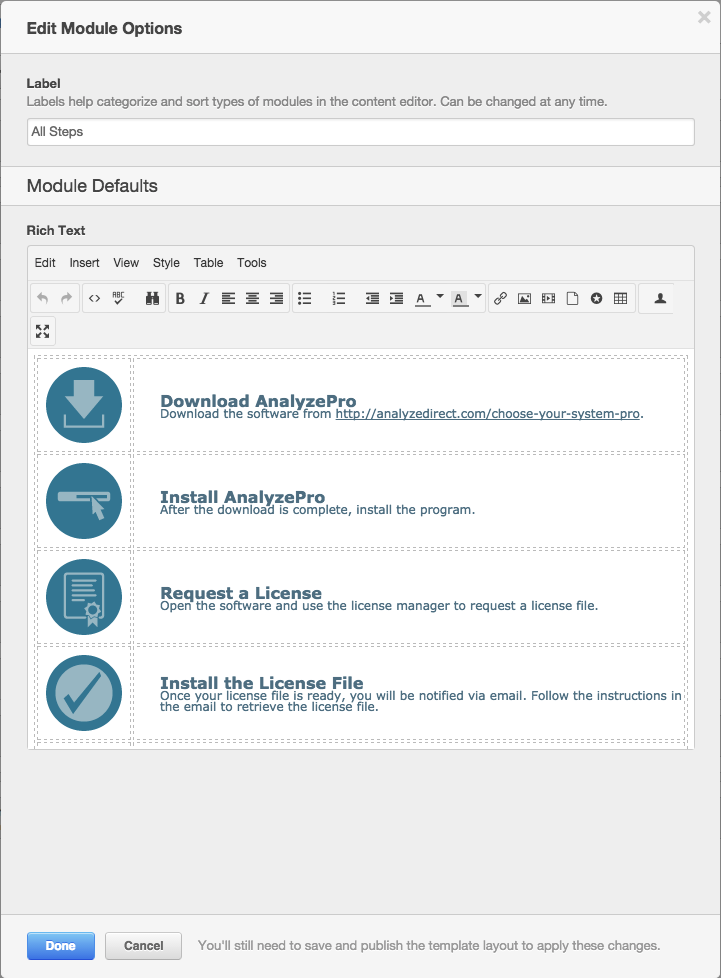 Edit Module Options
Label
Labels help categorize and sort types of modules in the content editor. Can be changed at any time.
All Steps
Module Defaults
Rich Text
Edit Insert View Style Table Tools
ABC B I A A
Download AnalyzePro
Download the software from http://analyzedirect.com/choose-your-system-pro.
Install AnalyzePro
After the download is complete, install the program.
Request a License
Open the software and use the license manager to request a license file.
Install the License File
Once your license file is ready, you will be notified via email. Follow the instructions in
the email to retrieve the license file.
Done Cancel You'll still need to save and publish the template layout to apply these changes.